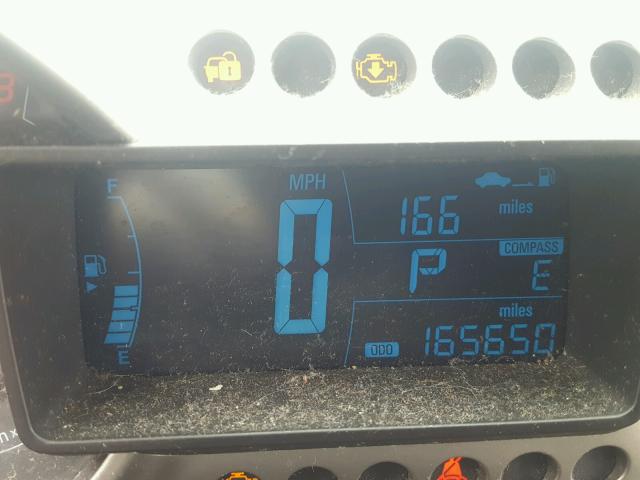 F
MPH
166
miles
0
COMPASS
P
E
miles
E
ODO
165650